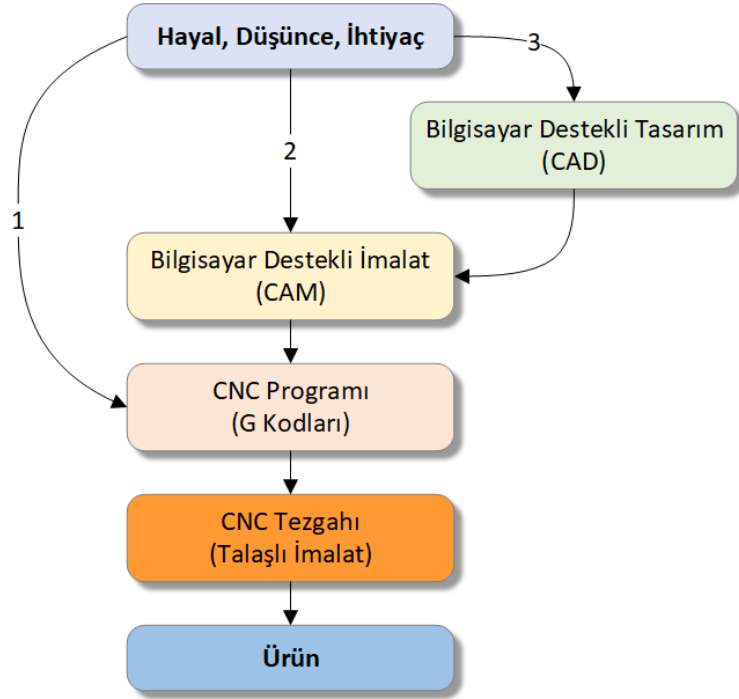 Hayal, Düşünce, İhtiyaç
3
Bilgisayar Destekli Tasarım
(CAD)
2
1
Bilgisayar Destekli İmalat
(CAM)
CNC Programı
(G Kodları)
CNC Tezgahı
(Talaşlı İmalat)
Ürün